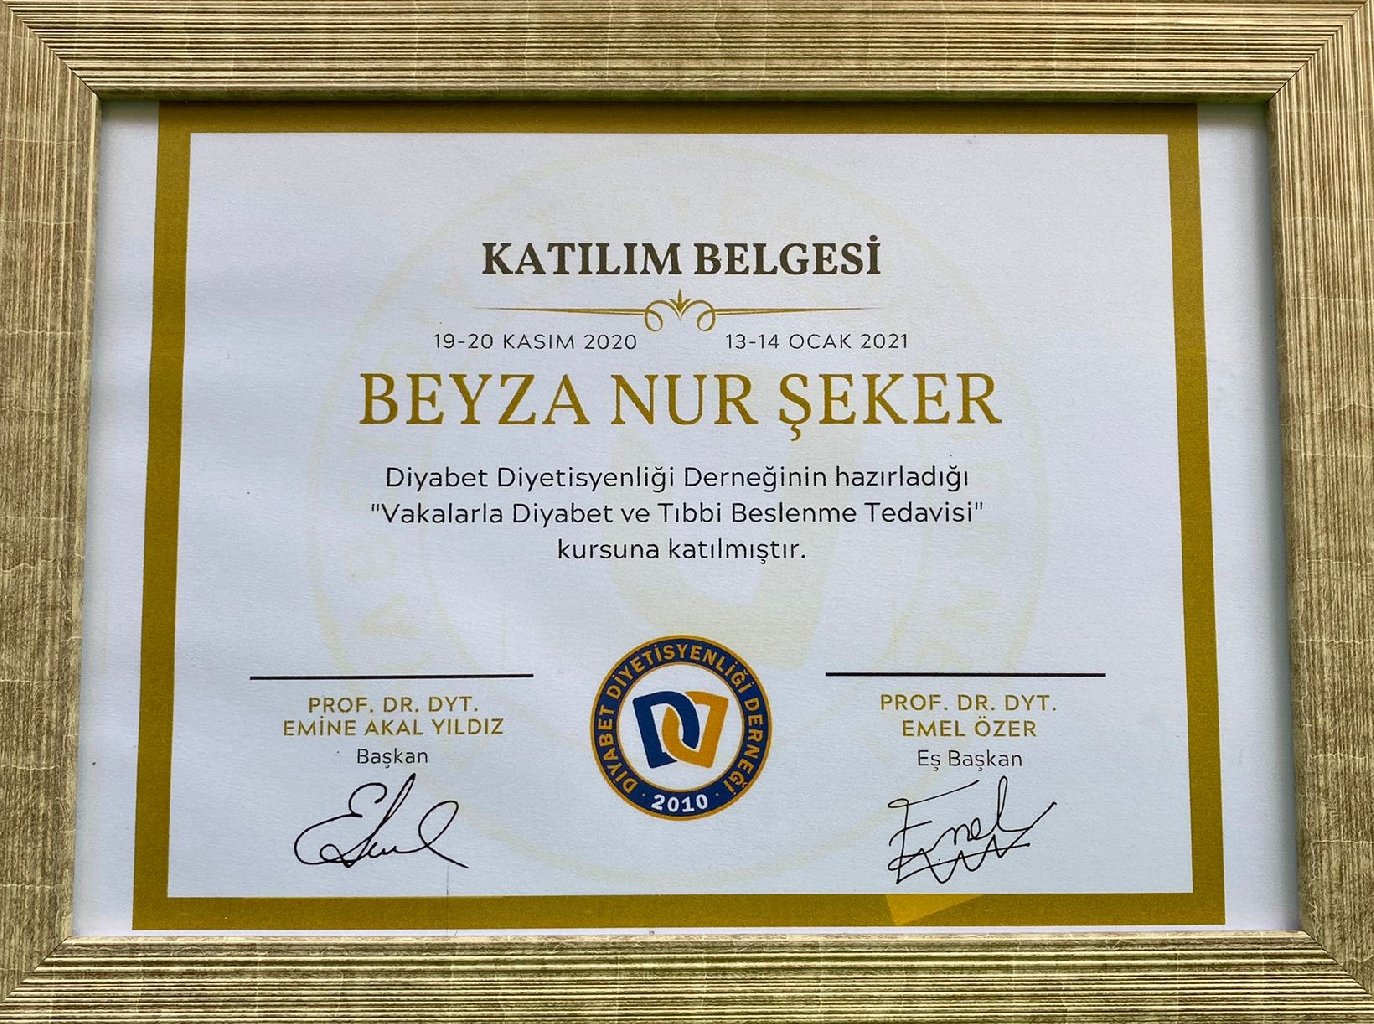 KATILIM BELGESİ
19-20 KASIM 2020 13-14 OCAK 2021
BEYZA NUR ŞEKER
Diyabet Diyetisyenliği Derneğinin hazırladığı
"Vakalarla Diyabet ve Tıbbi Beslenme Tedavisi"
kursuna katılmıştır.
PROF. DR. DYT.
EMİNE AKAL YILDIZ
Başkan
DİYABET DİYETİSYENLİĞİ DERNEĞİ
· 2010 ·
PROF. DR. DYT.
EMEL ÖZER
Eş Başkan
Emel